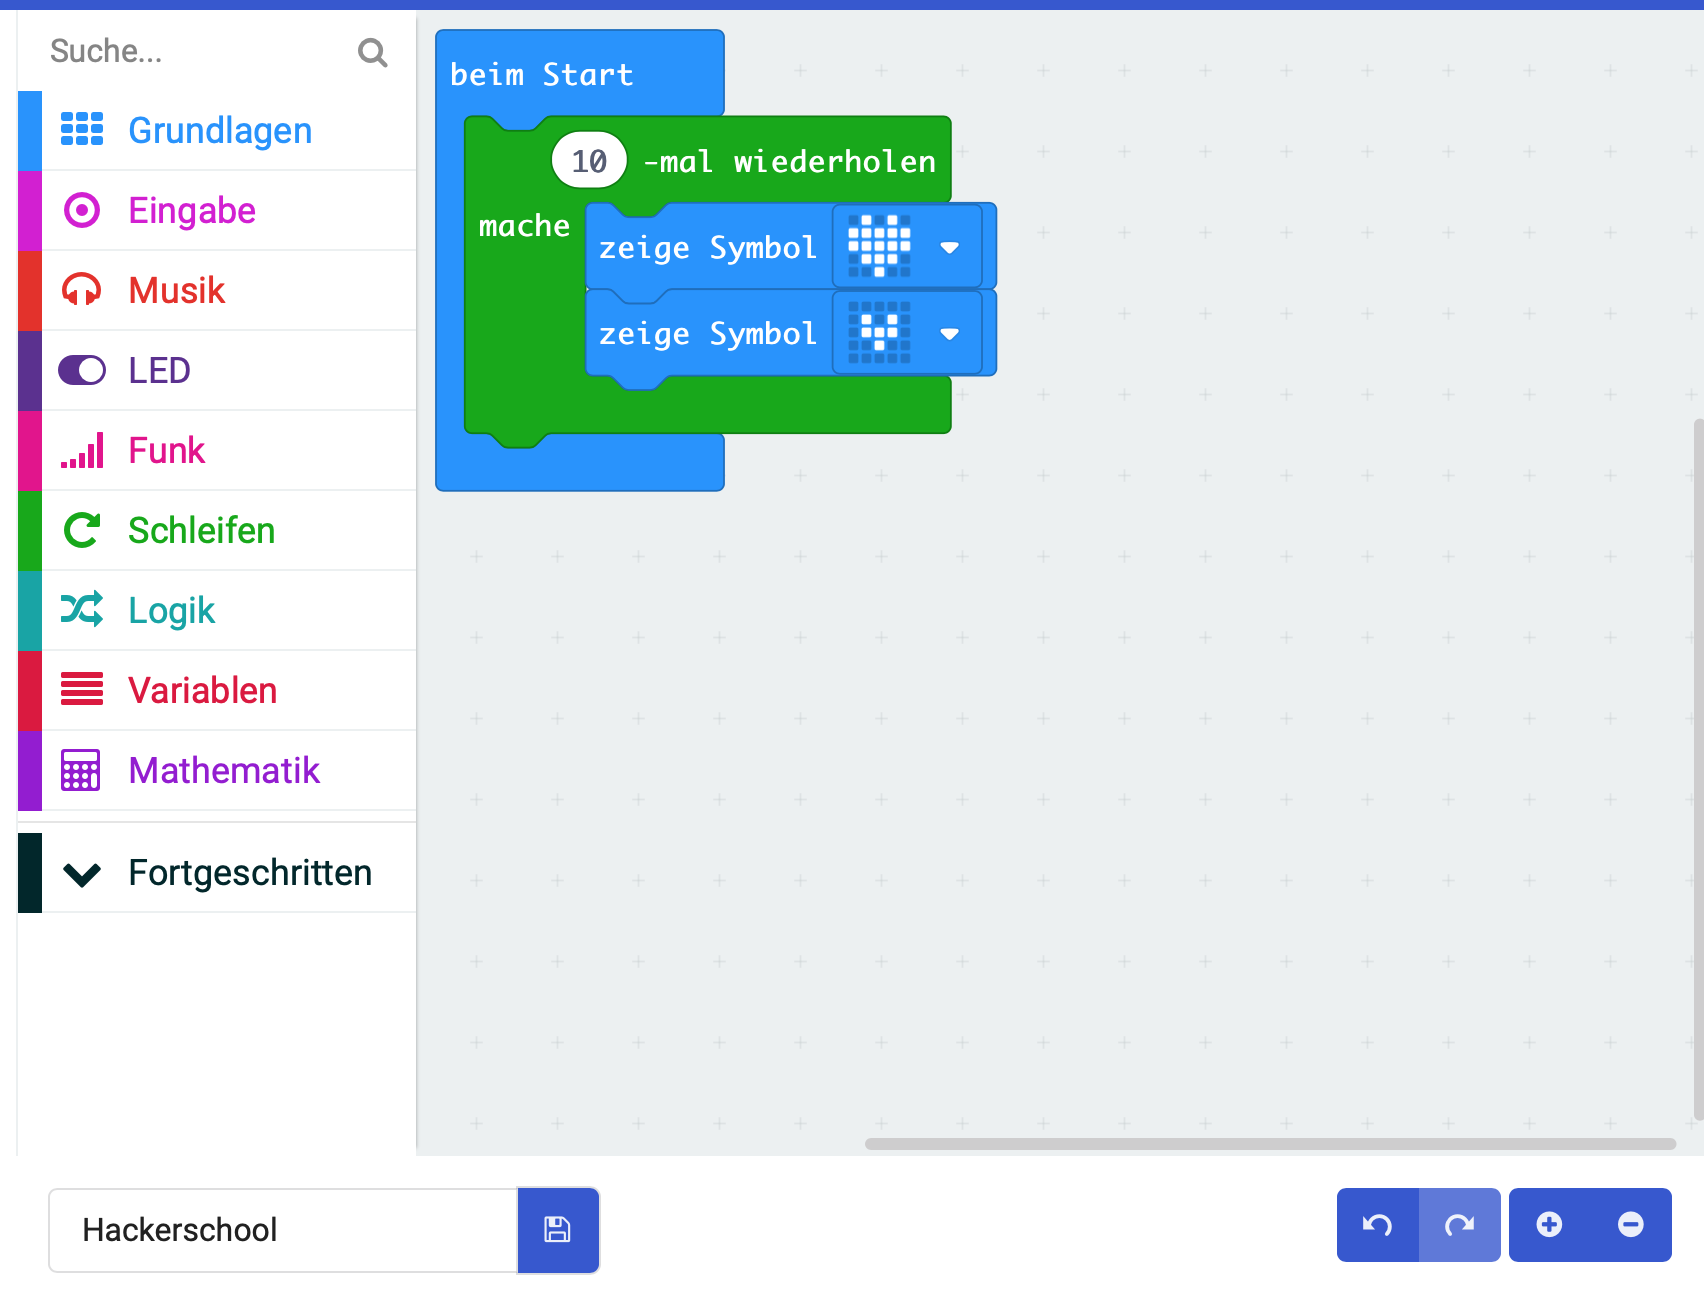 Suche...
Grundlagen
Eingabe
Musik
LED
Funk
Schleifen
Logik
Variablen
Mathematik
Fortgeschritten
beim Start
10 -mal wiederholen
mache
zeige Symbol
zeige Symbol
Hackerschool